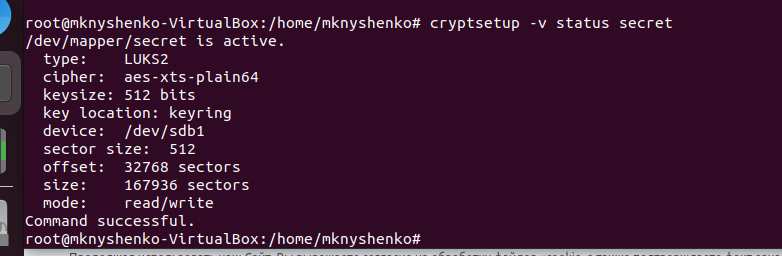 root@mknyshenko-VirtualBox:/home/mknyshenko# cryptsetup -v status secret
/dev/mapper/secret is active.
  type:    LUKS2
  cipher:  aes-xts-plain64
  keysize: 512 bits
  key location: keyring
  device:  /dev/sdb1
  sector size:  512
  offset:  32768 sectors
  size:    167936 sectors
  mode:    read/write
Command successful.
root@mknyshenko-VirtualBox:/home/mknyshenko#